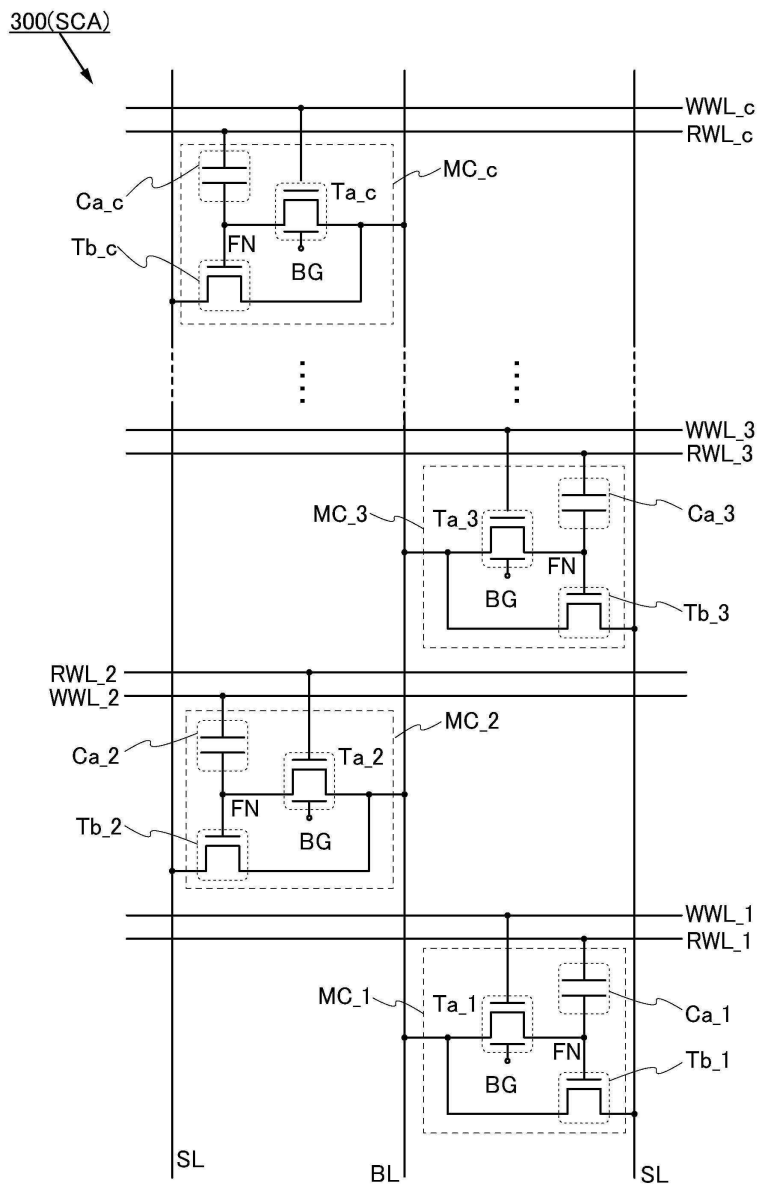 300(SCA)
WWL_c
RWL_c
MC_c
Ca_c
Ta_c
Tb_c
FN
BG
WWL_3
RWL_3
MC_3
Ta_3
Ca_3
FN
BG
Tb_3
RWL_2
WWL_2
MC_2
Ca_2
Ta_2
FN
Tb_2
BG
WWL_1
RWL_1
MC_1
Ta_1
Ca_1
FN
Tb_1
BG
SL
BL
SL